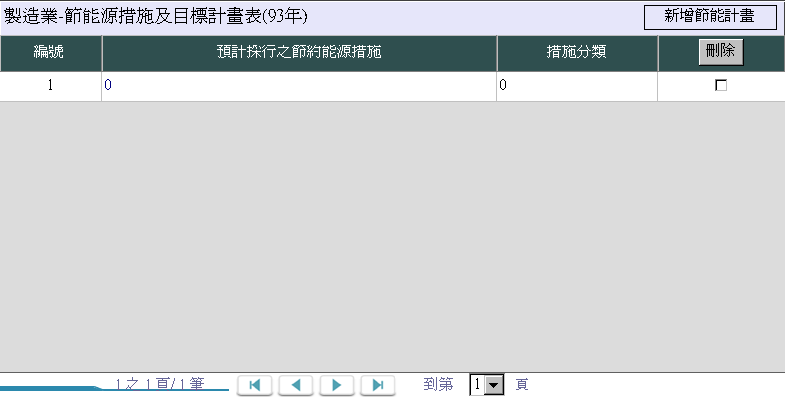 製造業-節能源措施及目標計畫表(93年) 新增節能計畫
編號 預計採行之節約能源措施 措施分類 刪除
1 0 0
1之 1 頁/ 1 筆 到第 1 頁